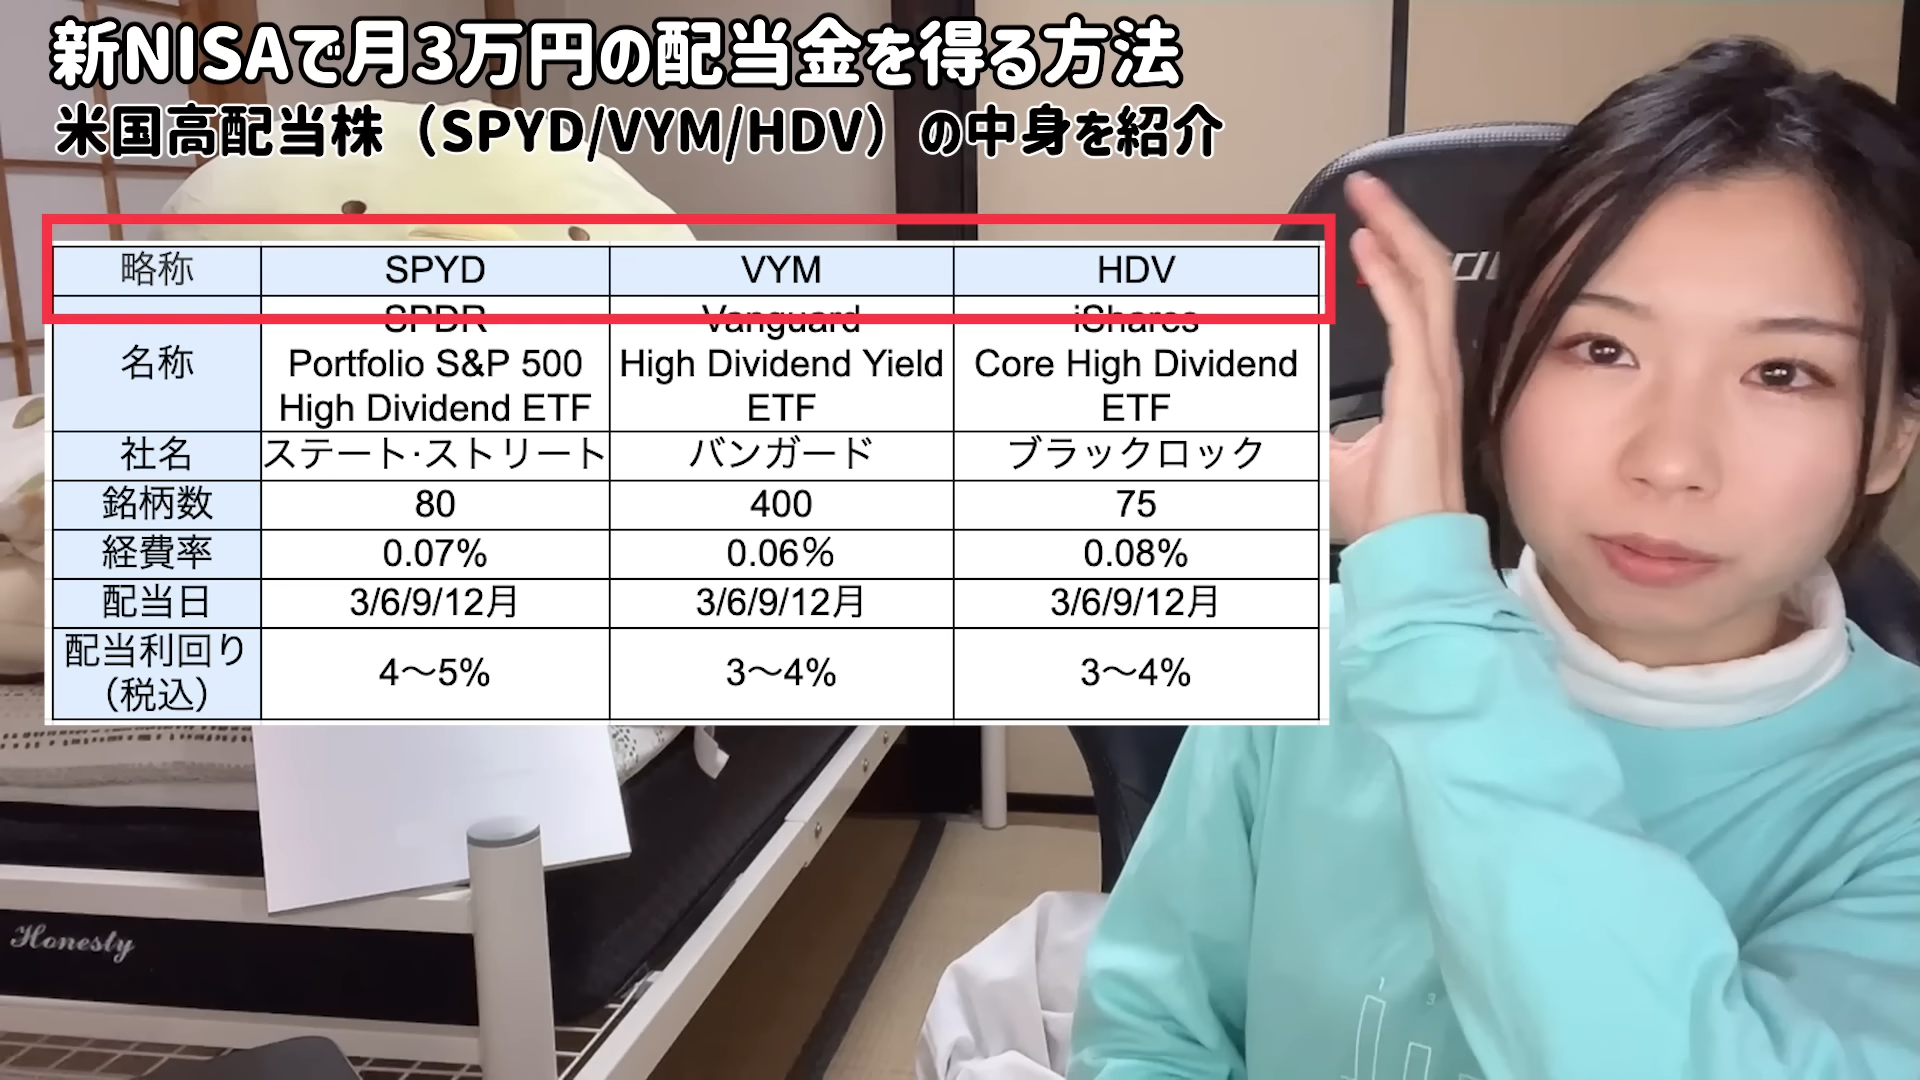 新NISAで月3万円の配当金を得る方法
米国高配当株（SPYD/VYM/HDV）の中身を紹介
略称 SPYD VYM HDV
名称 SPDR Portfolio S&P 500 High Dividend ETF Vanguard High Dividend Yield ETF iShares Core High Dividend ETF
社名 ステート・ストリート バンガード ブラックロック
銘柄数 80 400 75
経費率 0.07% 0.06% 0.08%
配当日 3/6/9/12月 3/6/9/12月 3/6/9/12月
配当利回り（税込） 4〜5% 3〜4% 3〜4%
Honesty